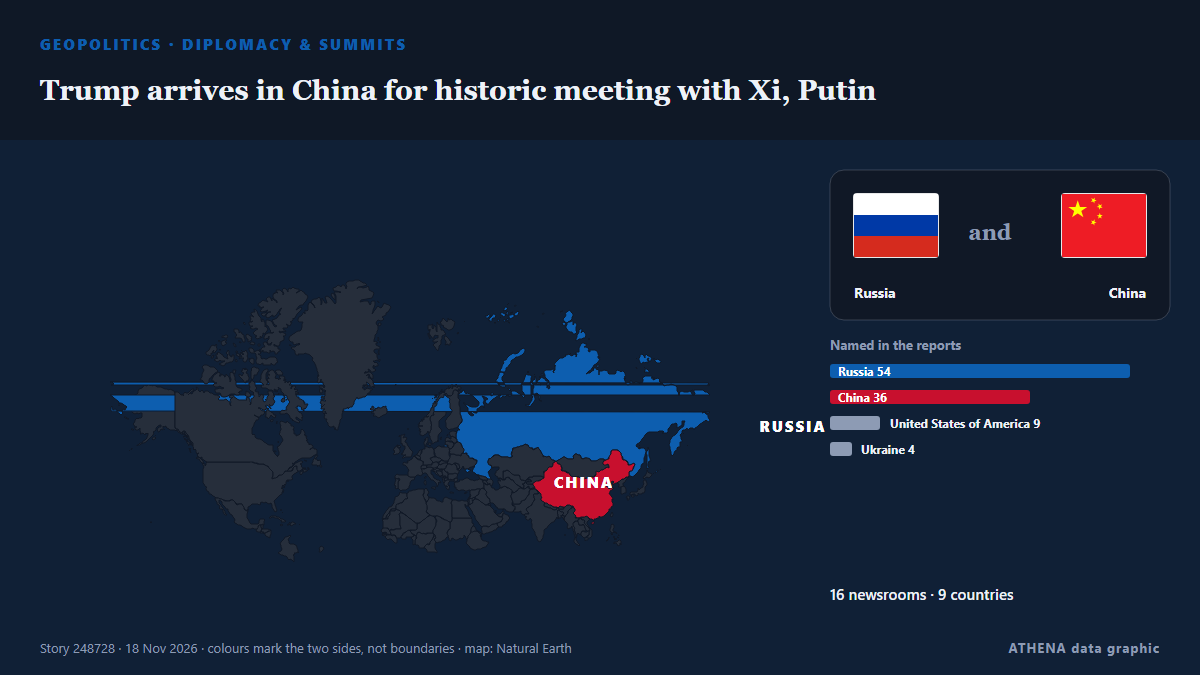 GEOPOLITICS · DIPLOMACY & SUMMITS
Trump arrives in China for historic meeting with Xi, Putin
and
Russia
China
Named in the reports
Russia 54
China 36
United States of America 9
Ukraine 4
RUSSIA
CHINA
16 newsrooms · 9 countries
Story 248728 · 18 Nov 2026 · colours mark the two sides, not boundaries · map: Natural Earth
ATHENA data graphic